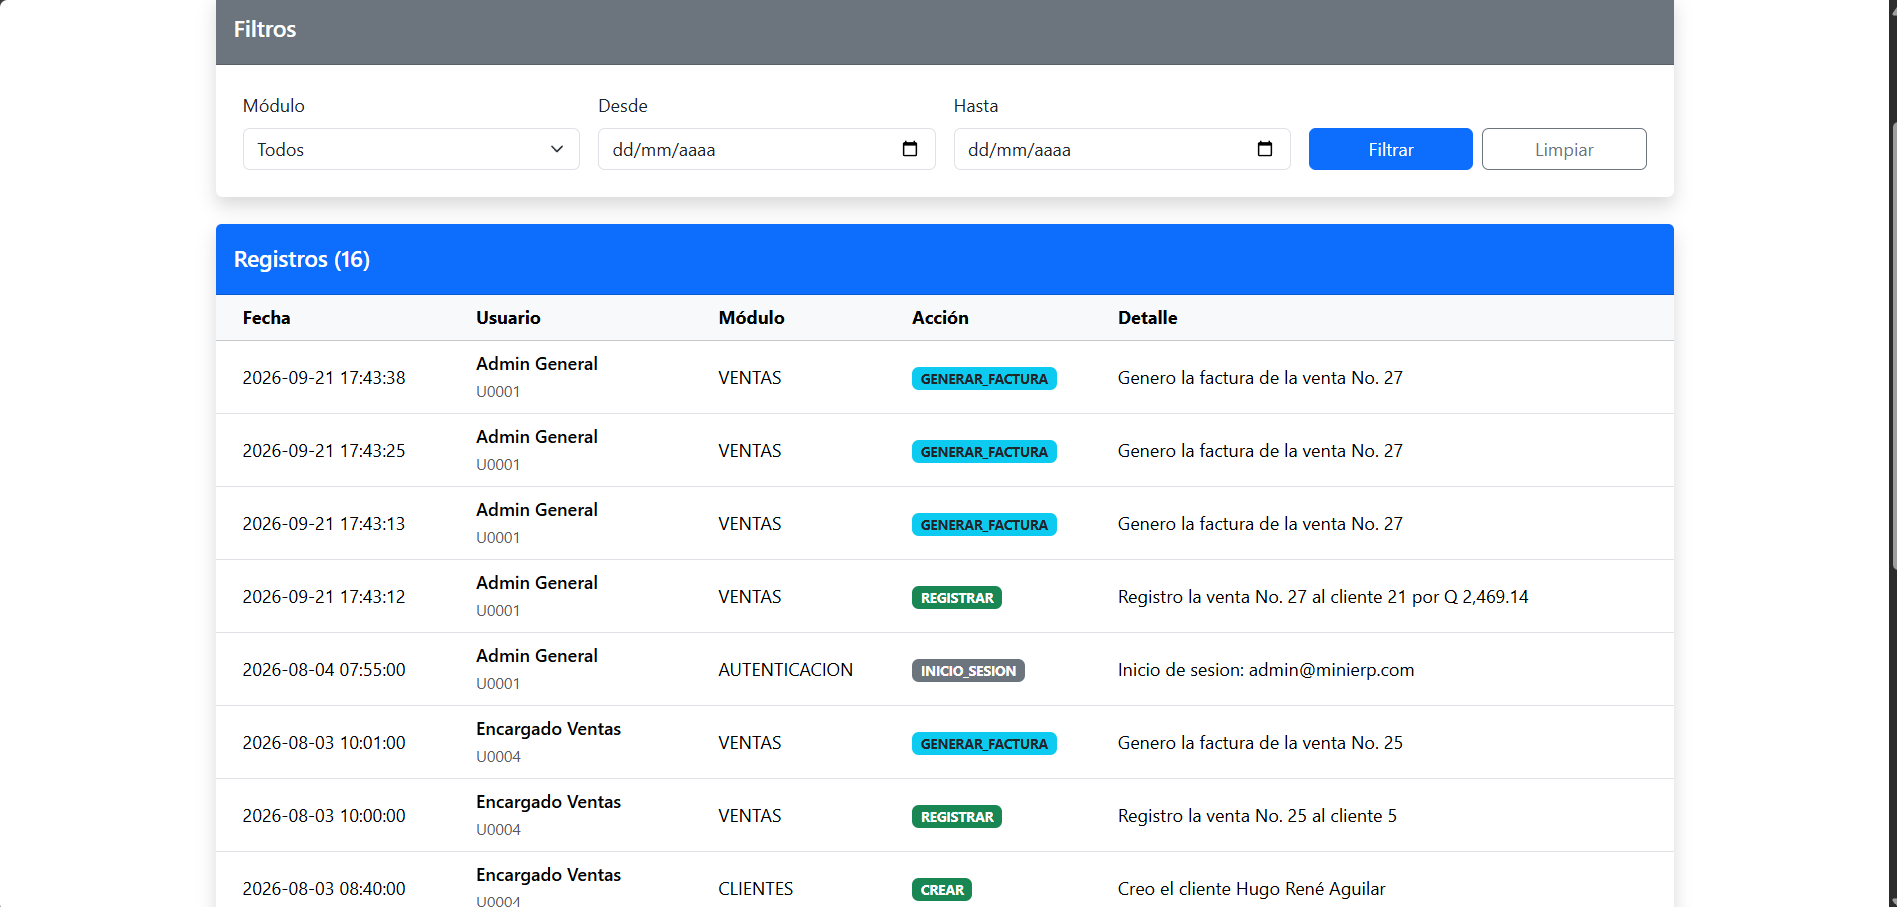 Filtros
Módulo Desde Hasta
Todos dd/mm/aaaa dd/mm/aaaa Filtrar Limpiar
Registros (16)
Fecha Usuario Módulo Acción Detalle
2026-09-21 17:43:38 Admin General VENTAS GENERAR_FACTURA Genero la factura de la venta No. 27
U0001
2026-09-21 17:43:25 Admin General VENTAS GENERAR_FACTURA Genero la factura de la venta No. 27
U0001
2026-09-21 17:43:13 Admin General VENTAS GENERAR_FACTURA Genero la factura de la venta No. 27
U0001
2026-09-21 17:43:12 Admin General VENTAS REGISTRAR Registro la venta No. 27 al cliente 21 por Q 2,469.14
U0001
2026-08-04 07:55:00 Admin General AUTENTICACION INICIO_SESION Inicio de sesion: admin@minierp.com
U0001
2026-08-03 10:01:00 Encargado Ventas VENTAS GENERAR_FACTURA Genero la factura de la venta No. 25
U0004
2026-08-03 10:00:00 Encargado Ventas VENTAS REGISTRAR Registro la venta No. 25 al cliente 5
U0004
2026-08-03 08:40:00 Encargado Ventas CLIENTES CREAR Creo el cliente Hugo René Aguilar
U0004